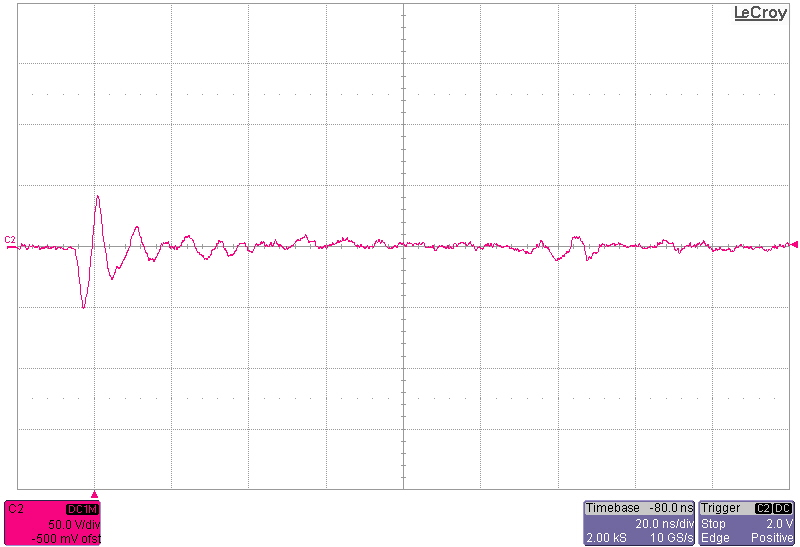 LeCroy
C2
C2 DC1M
50.0 V/div
-500 mV ofst
Timebase -80.0 ns
20.0 ns/div
2.00 kS 10 GS/s
Trigger C2 DC
Stop 2.0 V
Edge Positive